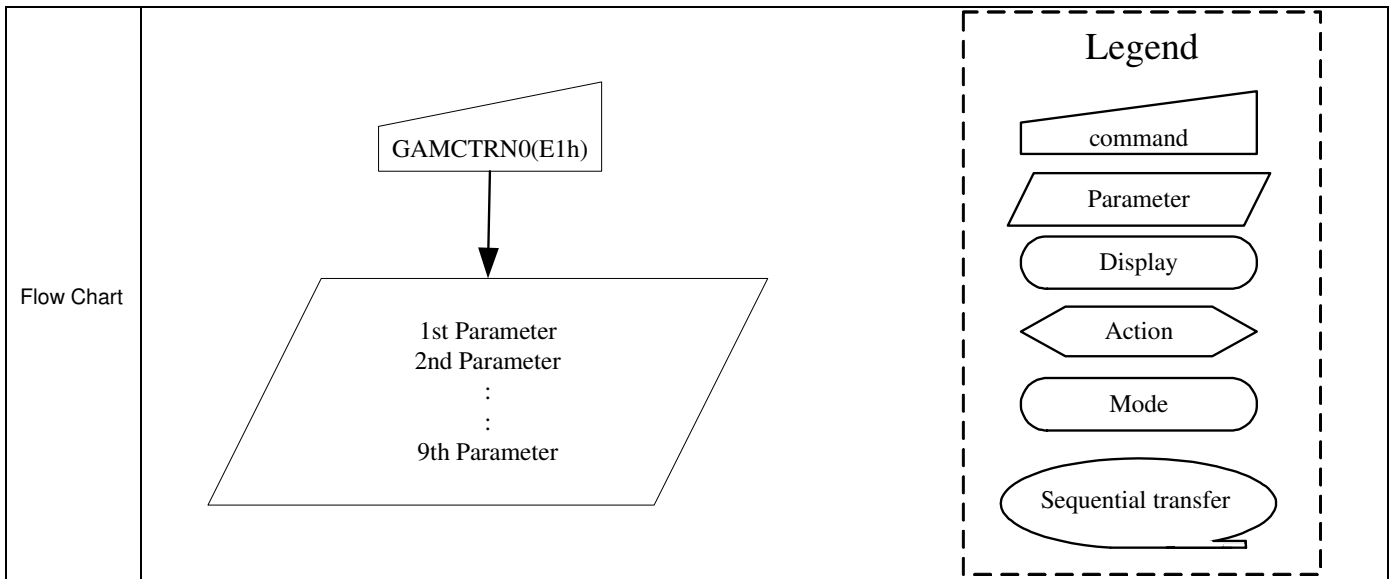 Flow Chart
GAMCTRN0(E1h)
1st Parameter
2nd Parameter
:
:
9th Parameter
Legend
command
Parameter
Display
Action
Mode
Sequential transfer